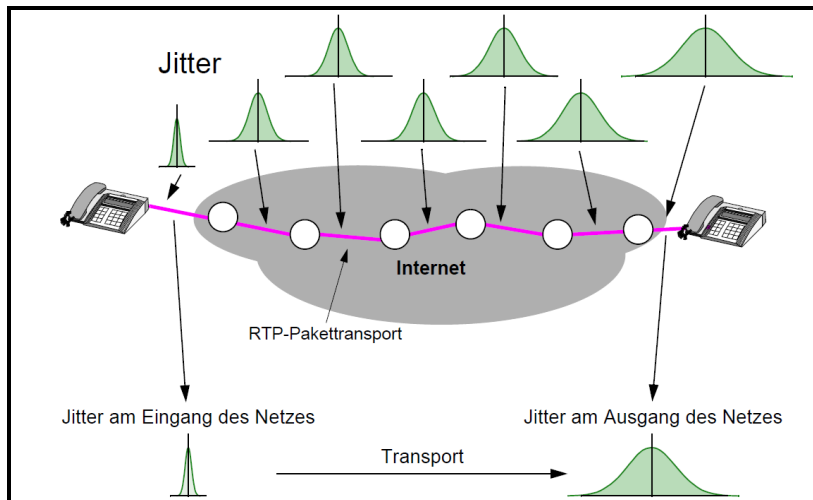 Jitter
Internet
RTP-Pakettransport
Jitter am Eingang des Netzes
Jitter am Ausgang des Netzes
Transport